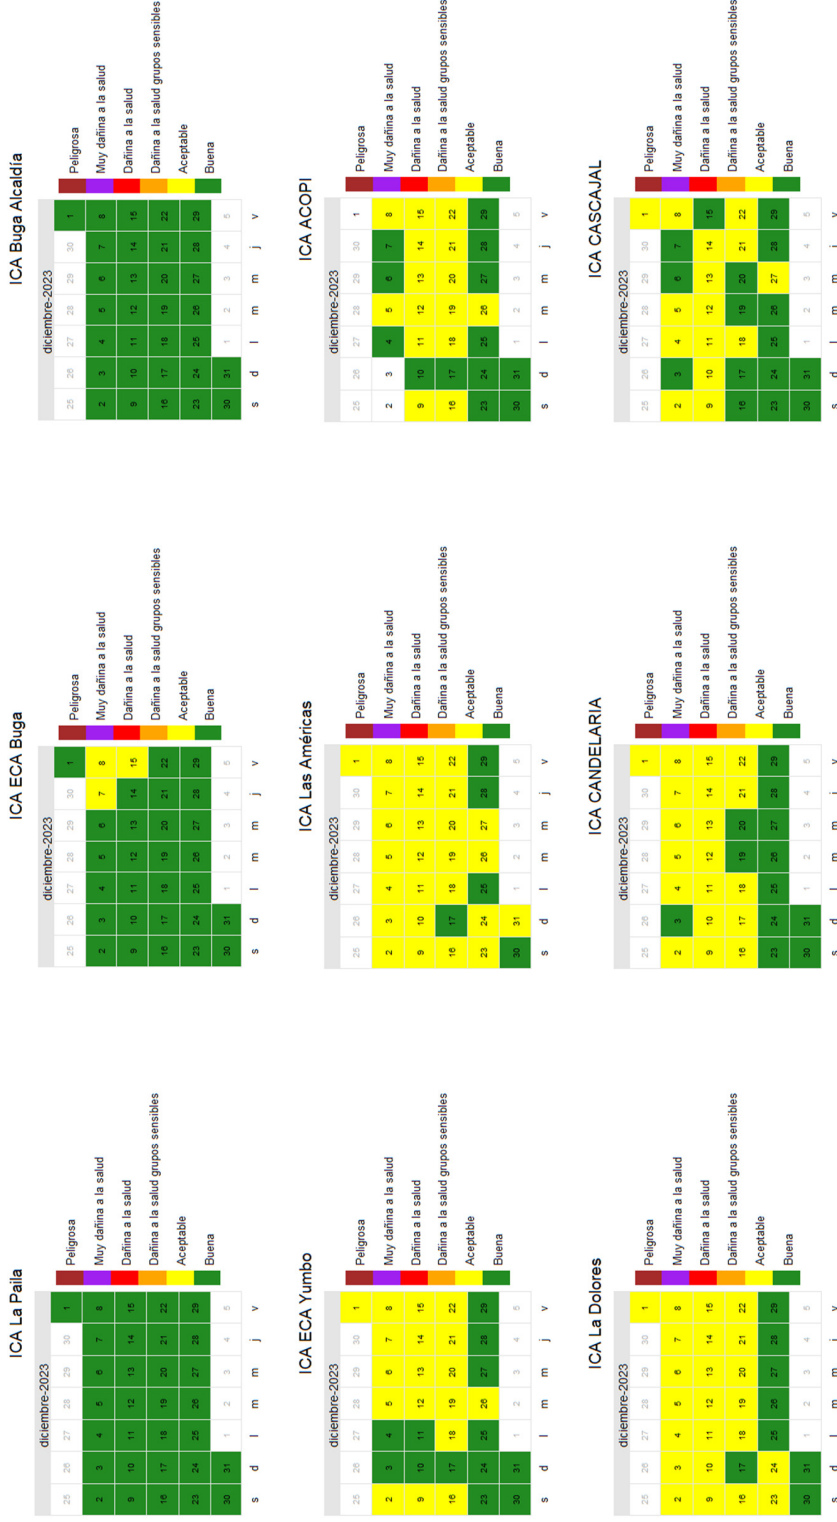 ICA La Paila
diciembre-2023
25 26 27 28 29 30 1
2 3 4 5 6 7 8
9 10 11 12 13 14 15
16 17 18 19 20 21 22
23 24 25 26 27 28 29
30 31 1 2 3 4 5
s d l m m j v
Peligrosa
Muy dañina a la salud
Dañina a la salud
Dañina a la salud grupos sensibles
Aceptable
Buena
ICA ECA Buga
diciembre-2023
25 26 27 28 29 30 1
2 3 4 5 6 7 8
9 10 11 12 13 14 15
16 17 18 19 20 21 22
23 24 25 26 27 28 29
30 31 1 2 3 4 5
s d l m m j v
Peligrosa
Muy dañina a la salud
Dañina a la salud
Dañina a la salud grupos sensibles
Aceptable
Buena
ICA Buga Alcaldía
diciembre-2023
25 26 27 28 29 30 1
2 3 4 5 6 7 8
9 10 11 12 13 14 15
16 17 18 19 20 21 22
23 24 25 26 27 28 29
30 31 1 2 3 4 5
s d l m m j v
Peligrosa
Muy dañina a la salud
Dañina a la salud
Dañina a la salud grupos sensibles
Aceptable
Buena
ICA ECA Yumbo
diciembre-2023
25 26 27 28 29 30 1
2 3 4 5 6 7 8
9 10 11 12 13 14 15
16 17 18 19 20 21 22
23 24 25 26 27 28 29
30 31 1 2 3 4 5
s d l m m j v
Peligrosa
Muy dañina a la salud
Dañina a la salud
Dañina a la salud grupos sensibles
Aceptable
Buena
ICA Las Américas
diciembre-2023
25 26 27 28 29 30 1
2 3 4 5 6 7 8
9 10 11 12 13 14 15
16 17 18 19 20 21 22
23 24 25 26 27 28 29
30 31 1 2 3 4 5
s d l m m j v
Peligrosa
Muy dañina a la salud
Dañina a la salud
Dañina a la salud grupos sensibles
Aceptable
Buena
ICA ACOPI
diciembre-2023
25 26 27 28 29 30 1
2 3 4 5 6 7 8
9 10 11 12 13 14 15
16 17 18 19 20 21 22
23 24 25 26 27 28 29
30 31 1 2 3 4 5
s d l m m j v
Peligrosa
Muy dañina a la salud
Dañina a la salud
Dañina a la salud grupos sensibles
Aceptable
Buena
ICA La Dolores
diciembre-2023
25 26 27 28 29 30 1
2 3 4 5 6 7 8
9 10 11 12 13 14 15
16 17 18 19 20 21 22
23 24 25 26 27 28 29
30 31 1 2 3 4 5
s d l m m j v
Peligrosa
Muy dañina a la salud
Dañina a la salud
Dañina a la salud grupos sensibles
Aceptable
Buena
ICA CANDELARIA
diciembre-2023
25 26 27 28 29 30 1
2 3 4 5 6 7 8
9 10 11 12 13 14 15
16 17 18 19 20 21 22
23 24 25 26 27 28 29
30 31 1 2 3 4 5
s d l m m j v
Peligrosa
Muy dañina a la salud
Dañina a la salud
Dañina a la salud grupos sensibles
Aceptable
Buena
ICA CASCAJAL
diciembre-2023
25 26 27 28 29 30 1
2 3 4 5 6 7 8
9 10 11 12 13 14 15
16 17 18 19 20 21 22
23 24 25 26 27 28 29
30 31 1 2 3 4 5
s d l m m j v
Peligrosa
Muy dañina a la salud
Dañina a la salud
Dañina a la salud grupos sensibles
Aceptable
Buena